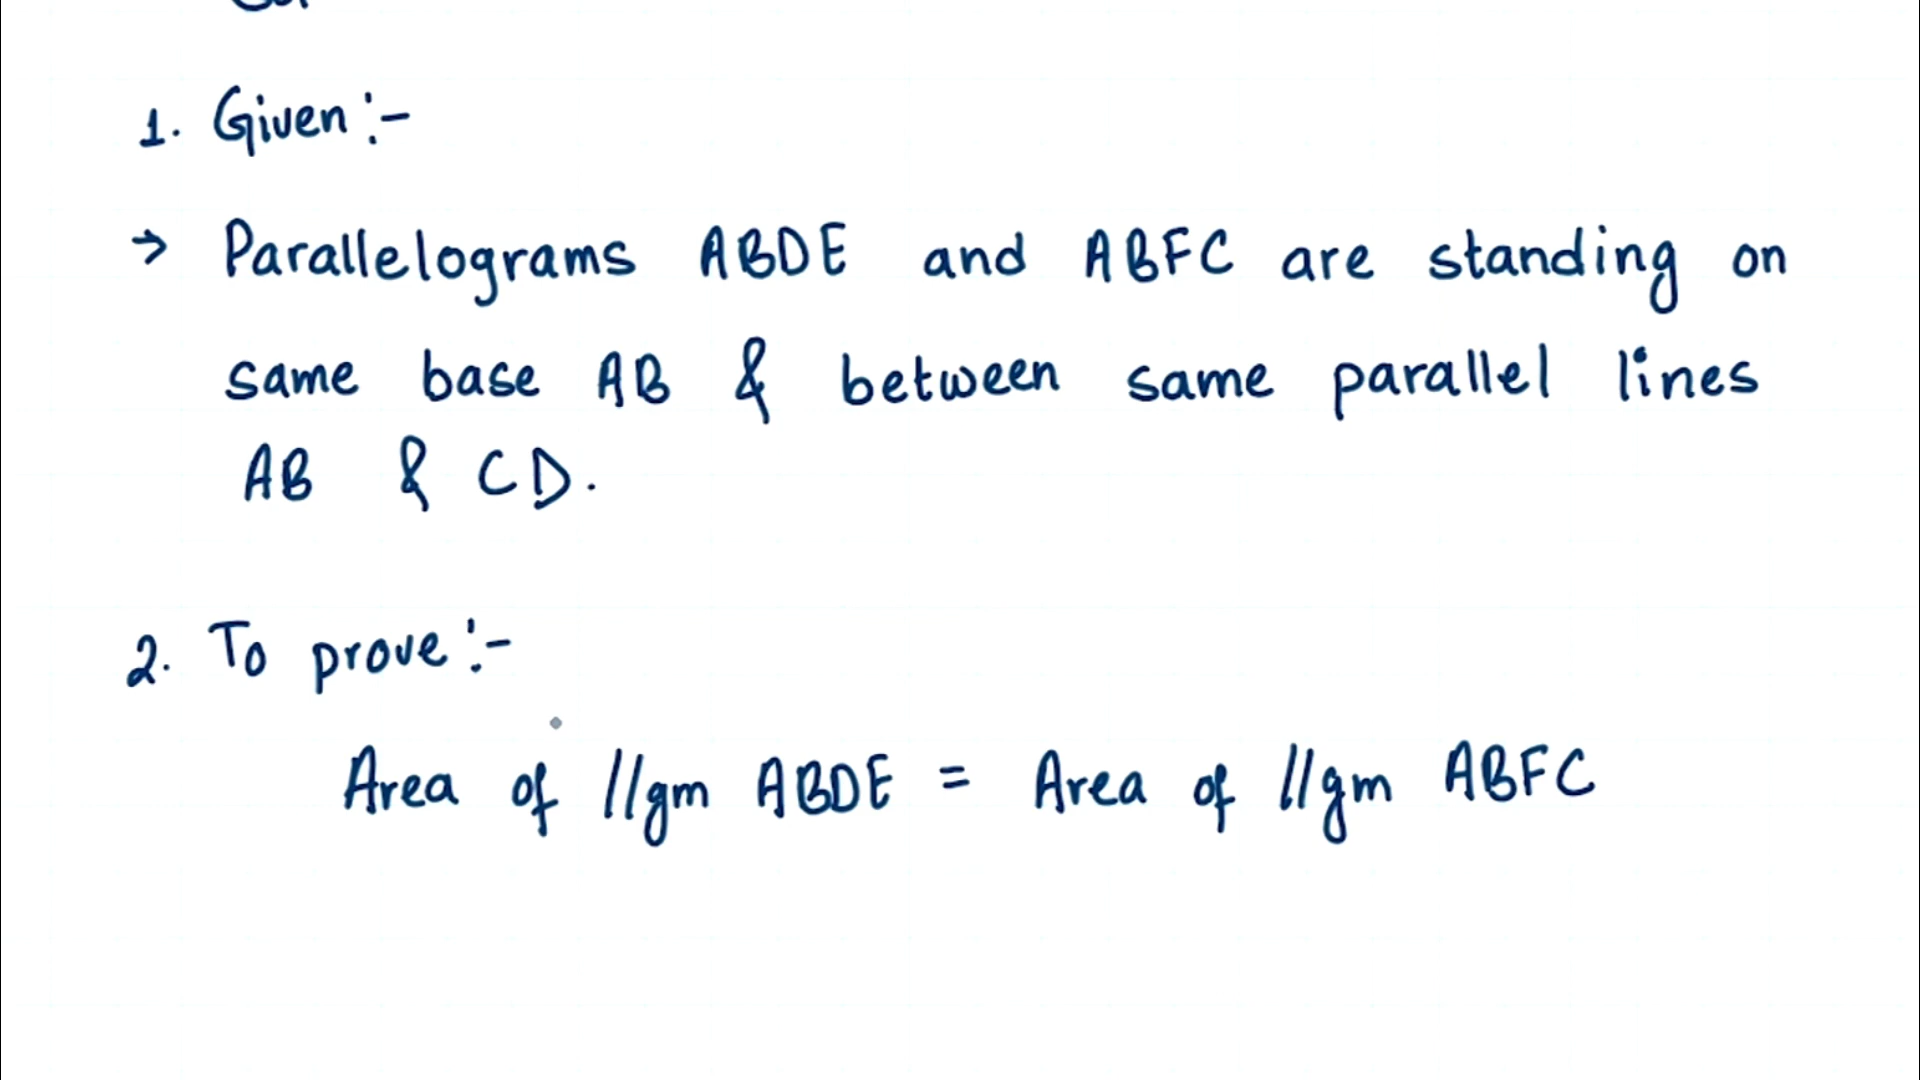 1. Given :-
→ Parallelograms ABDE and ABFC are standing on
same base AB & between same parallel lines
AB & CD.
2. To prove :-
Area of //gm ABDE = Area of //gm ABFC